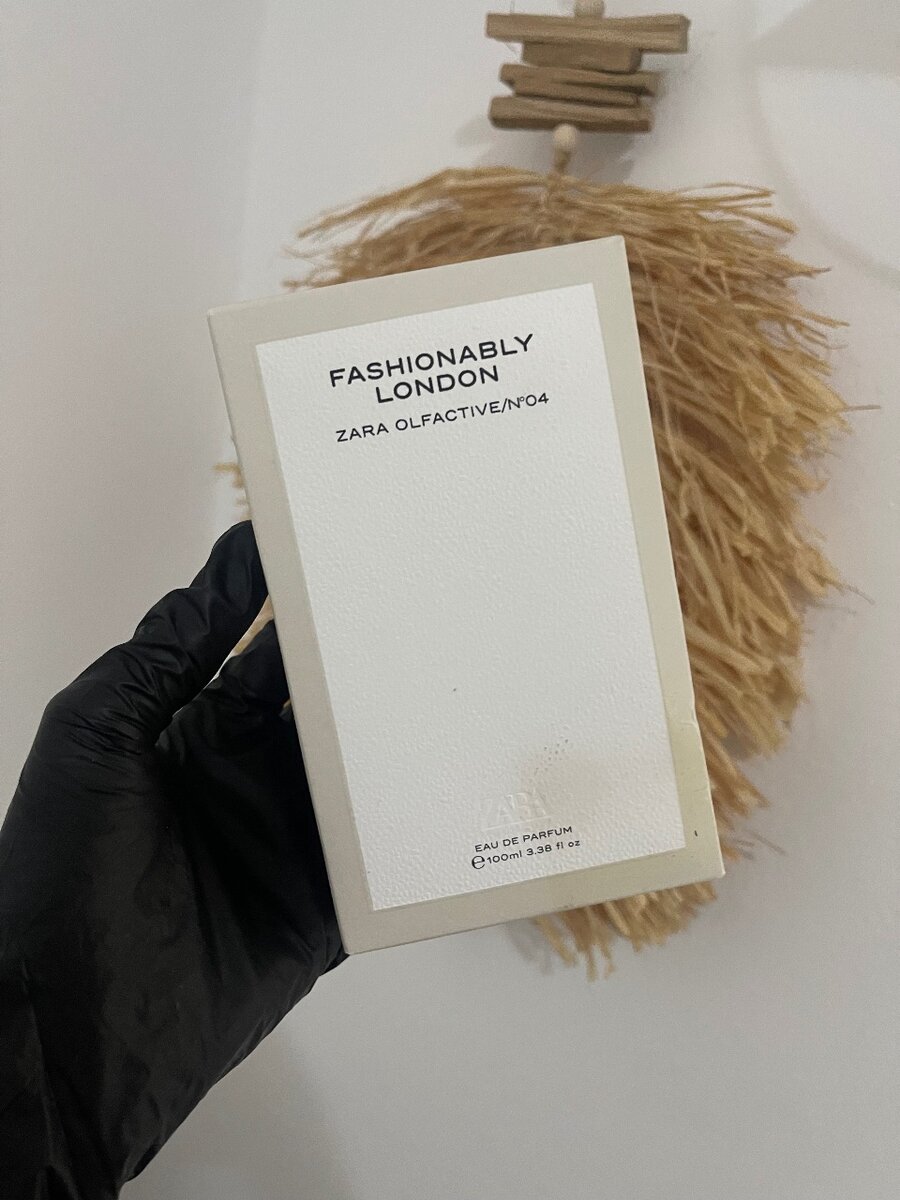 FASHIONABLY
LONDON
ZARA OLFACTIVE/Nº04
ZARA
EAU DE PARFUM
℮100ml 3.38 fl oz